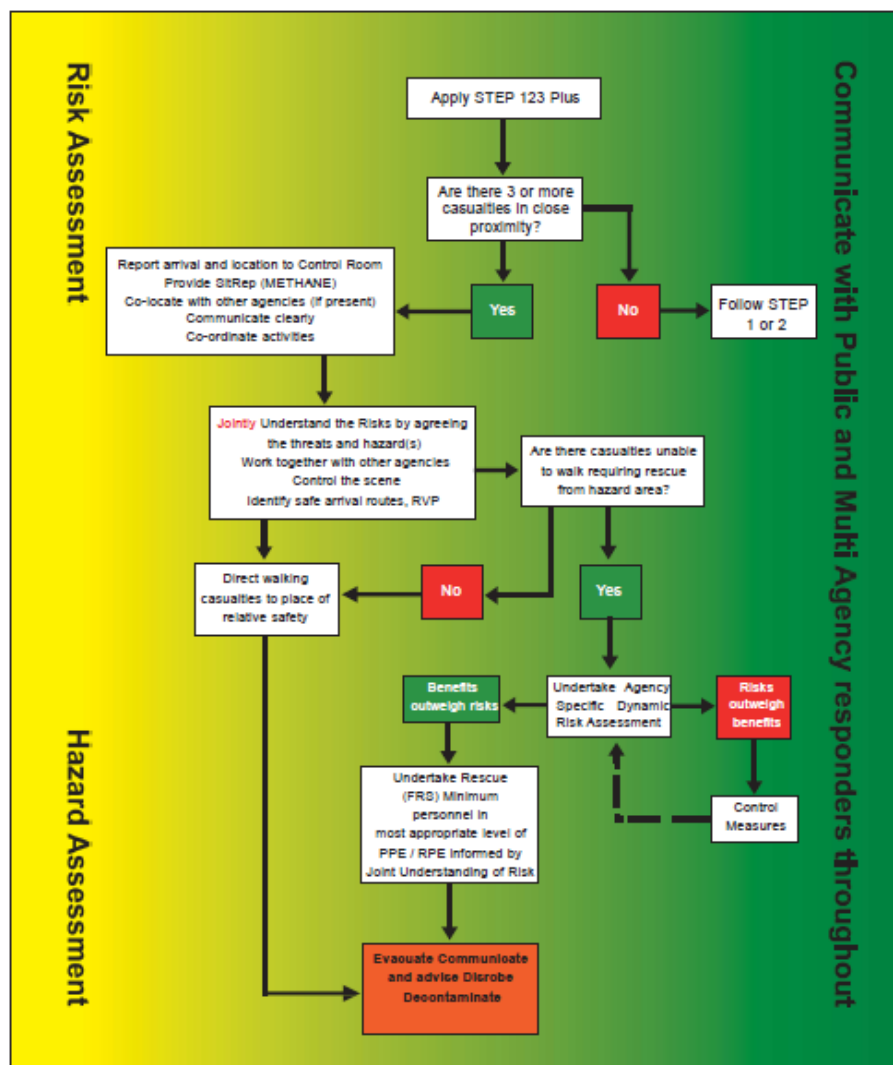 Risk Assessment
Hazard Assessment
Communicate with Public and Multi Agency responders throughout
Apply STEP 123 Plus
Are there 3 or more
casualties in close
proximity?
Report arrival and location to Control Room
Provide SitRep (METHANE)
Co-locate with other agencies (if present)
Communicate clearly
Co-ordinate activities
Yes
No
Follow STEP
1 or 2
Jointly Understand the Risks by agreeing
the threats and hazard(s)
Work together with other agencies
Control the scene
Identify safe arrival routes, RVP
Are there casualties unable
to walk requiring rescue
from hazard area?
Direct walking
casualties to place of
relative safety
No
Yes
Benefits
outweigh risks
Undertake Agency
Specific Dynamic
Risk Assessment
Risks
outweigh
benefits
Undertake Rescue
(FRS) Minimum
personnel in
most appropriate level of
PPE / RPE informed by
Joint Understanding of Risk
Control
Measures
Evacuate Communicate
and advise Disrobe
Decontaminate